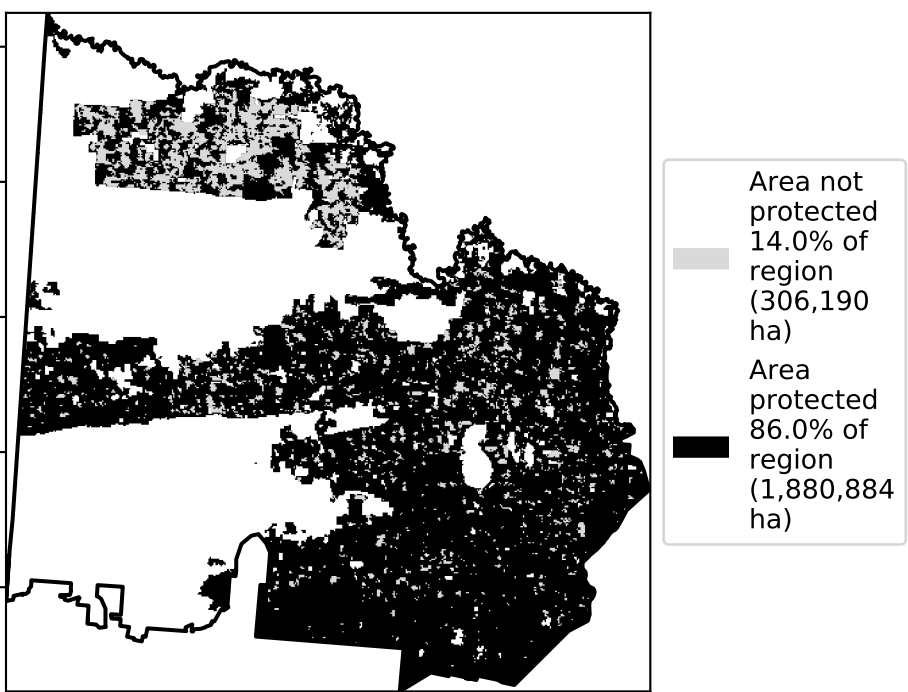 Area not
protected
14.0% of
region
(306,190
ha)
Area
protected
86.0% of
region
(1,880,884
ha)